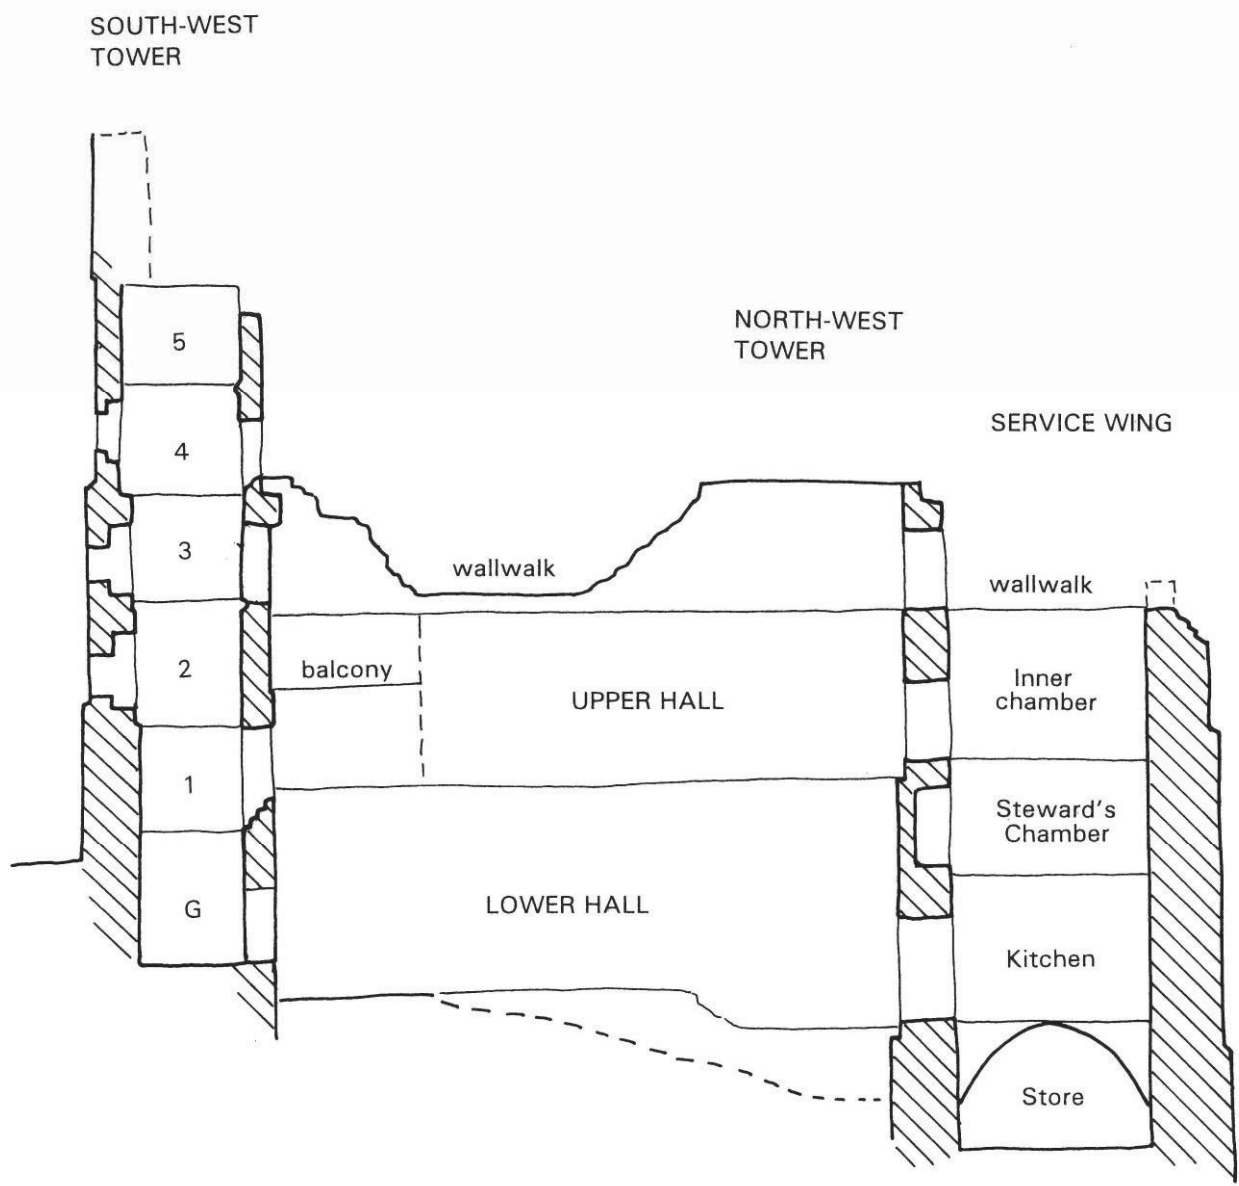 SOUTH-WEST
TOWER
NORTH-WEST
TOWER
SERVICE WING
5
4
3
2
1
G
wallwalk
balcony
UPPER HALL
LOWER HALL
wallwalk
Inner
chamber
Steward's
Chamber
Kitchen
Store